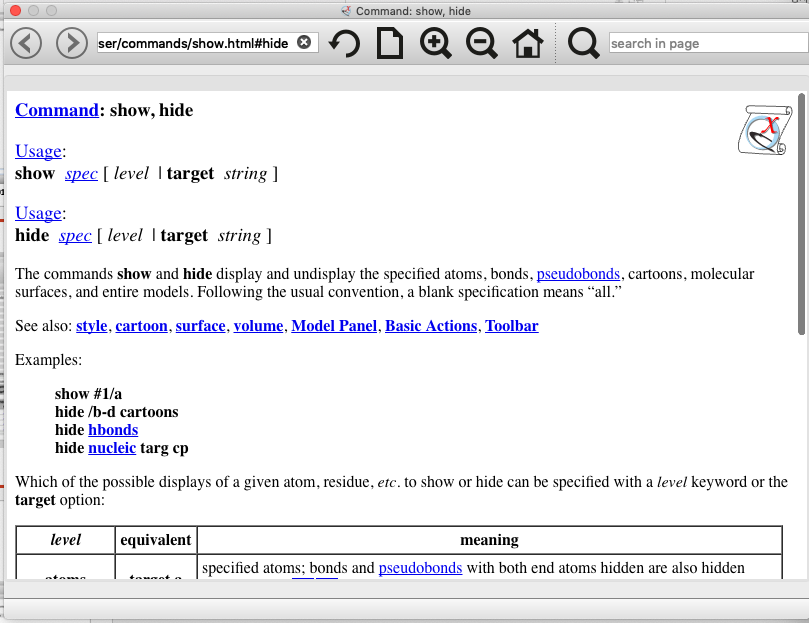 Command: show, hide
ser/commands/show.html#hide
search in page
Command: show, hide
Usage:
show spec [ level | target string ]
Usage:
hide spec [ level | target string ]
The commands show and hide display and undisplay the specified atoms, bonds, pseudobonds, cartoons, molecular
surfaces, and entire models. Following the usual convention, a blank specification means “all.”
See also: style, cartoon, surface, volume, Model Panel, Basic Actions, Toolbar
Examples:
show #1/a
hide /b-d cartoons
hide hbonds
hide nucleic targ cp
Which of the possible displays of a given atom, residue, etc. to show or hide can be specified with a level keyword or the
target option:
level equivalent meaning
specified atoms; bonds and pseudobonds with both end atoms hidden are also hidden
atoms target a